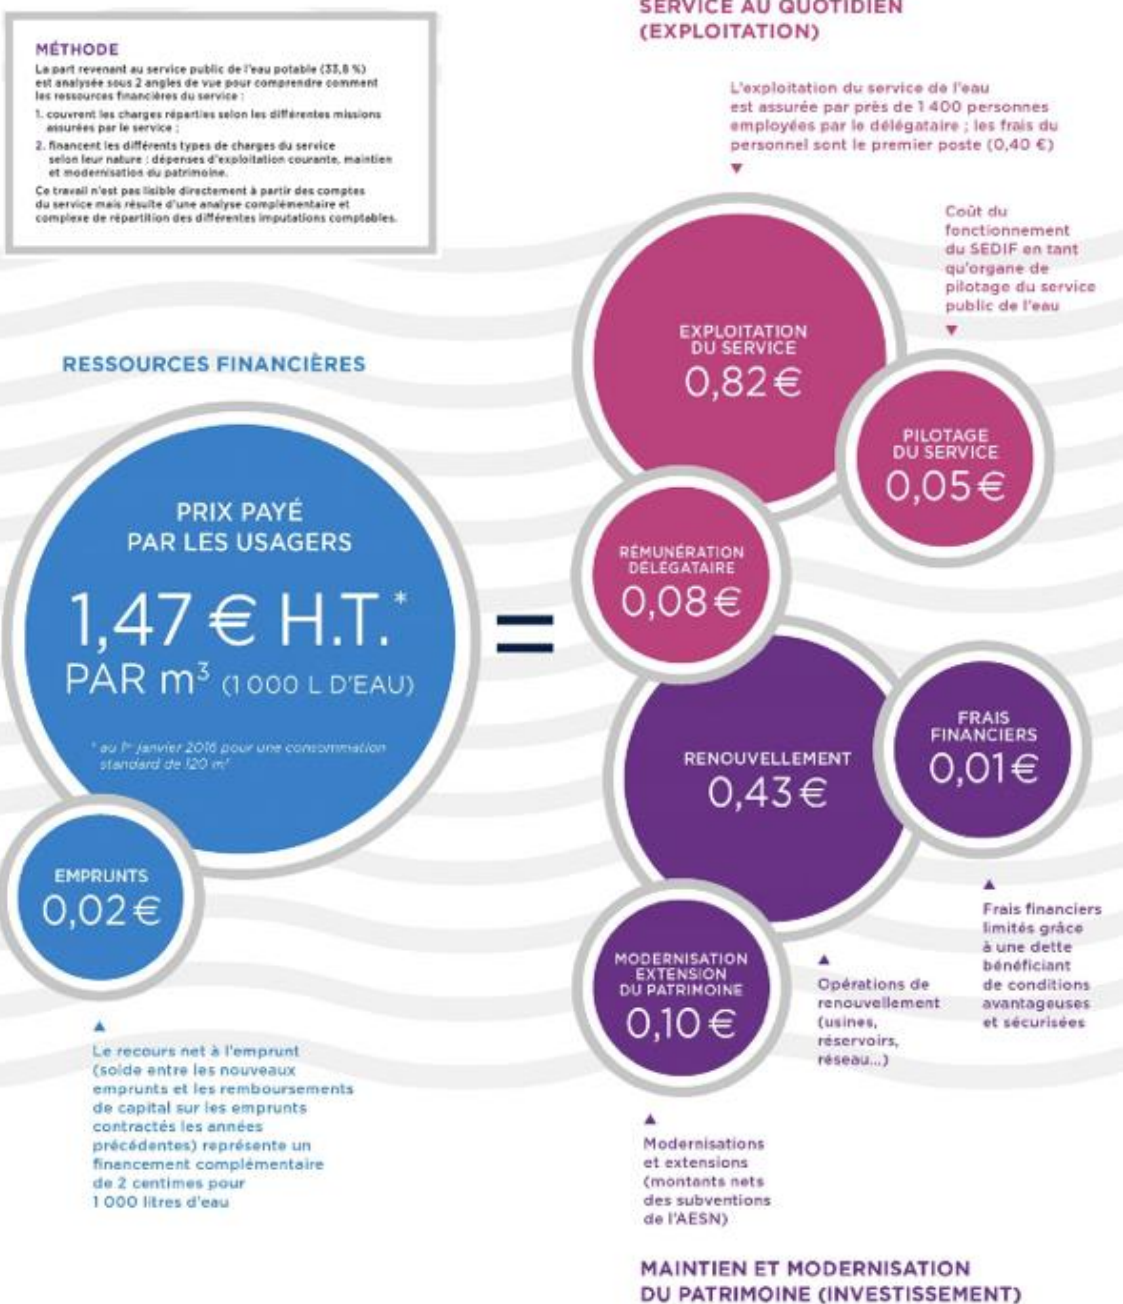 SERVICE AU QUOTIDIEN
(EXPLOITATION)
MÉTHODE
La part revenant au service public de l'eau potable (33,8 %)
est analysée sous 2 angles de vue pour comprendre comment
les ressources financières du service :
1. couvrent les charges réparties selon les différentes missions
assurées par le service ;
2. financent les différents types de charges du service
selon leur nature : dépenses d'exploitation courante, maintien
et modernisation du patrimoine.
Ce travail n'est pas lisible directement à partir des comptes
du service mais résulte d'une analyse complémentaire et
complexe de répartition des différentes imputations comptables.
L'exploitation du service de l'eau
est assurée par près de 1 400 personnes
employées par le délégataire ; les frais du
personnel sont le premier poste (0,40 €)
Coût du
fonctionnement
du SEDIF en tant
qu'organe de
pilotage du service
public de l'eau
RESSOURCES FINANCIÈRES
PRIX PAYÉ
PAR LES USAGERS
1,47 € H.T.*
PAR m³ (1 000 L D'EAU)
* au 1er janvier 2016 pour une consommation
standard de 120 m³
EMPRUNTS
0,02 €
Le recours net à l'emprunt
(solde entre les nouveaux
emprunts et les remboursements
de capital sur les emprunts
contractés les années
précédentes) représente un
financement complémentaire
de 2 centimes pour
1 000 litres d'eau
=
EXPLOITATION
DU SERVICE
0,82 €
PILOTAGE
DU SERVICE
0,05 €
RÉMUNÉRATION
DÉLÉGATAIRE
0,08 €
RENOUVELLEMENT
0,43 €
FRAIS
FINANCIERS
0,01 €
MODERNISATION
EXTENSION
DU PATRIMOINE
0,10 €
Frais financiers
limités grâce
à une dette
bénéficiant
de conditions
avantageuses
et sécurisées
Opérations de
renouvellement
(usines,
réservoirs,
réseau...)
Modernisations
et extensions
(montants nets
des subventions
de l'AESN)
MAINTIEN ET MODERNISATION
DU PATRIMOINE (INVESTISSEMENT)